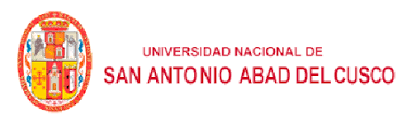 UNIVERSIDAD NACIONAL DE
SAN ANTONIO ABAD DEL CUSCO